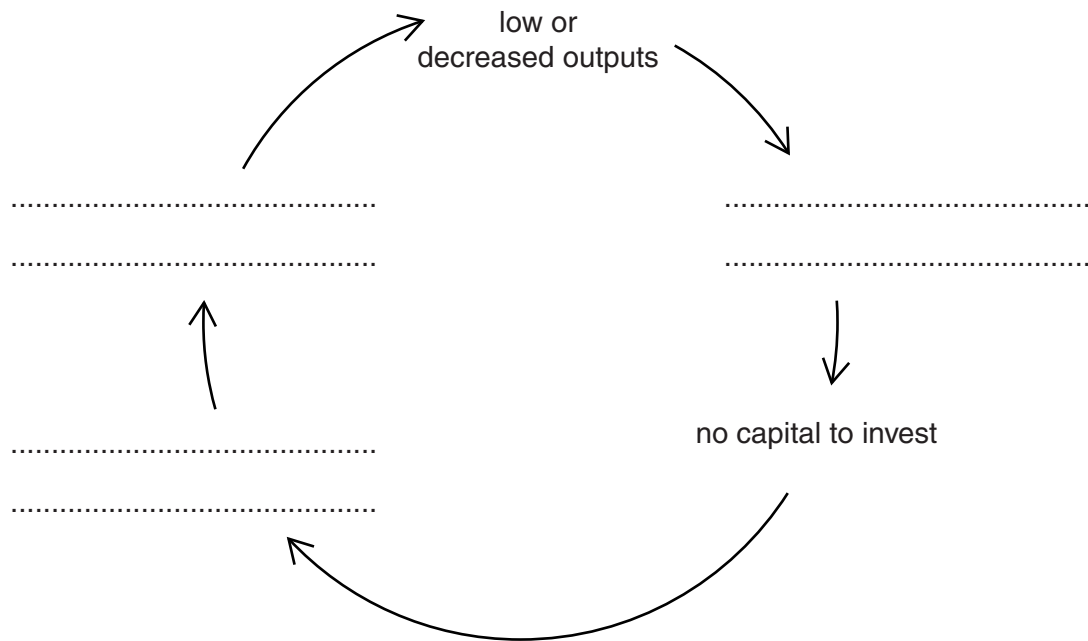 low or
decreased outputs
no capital to invest